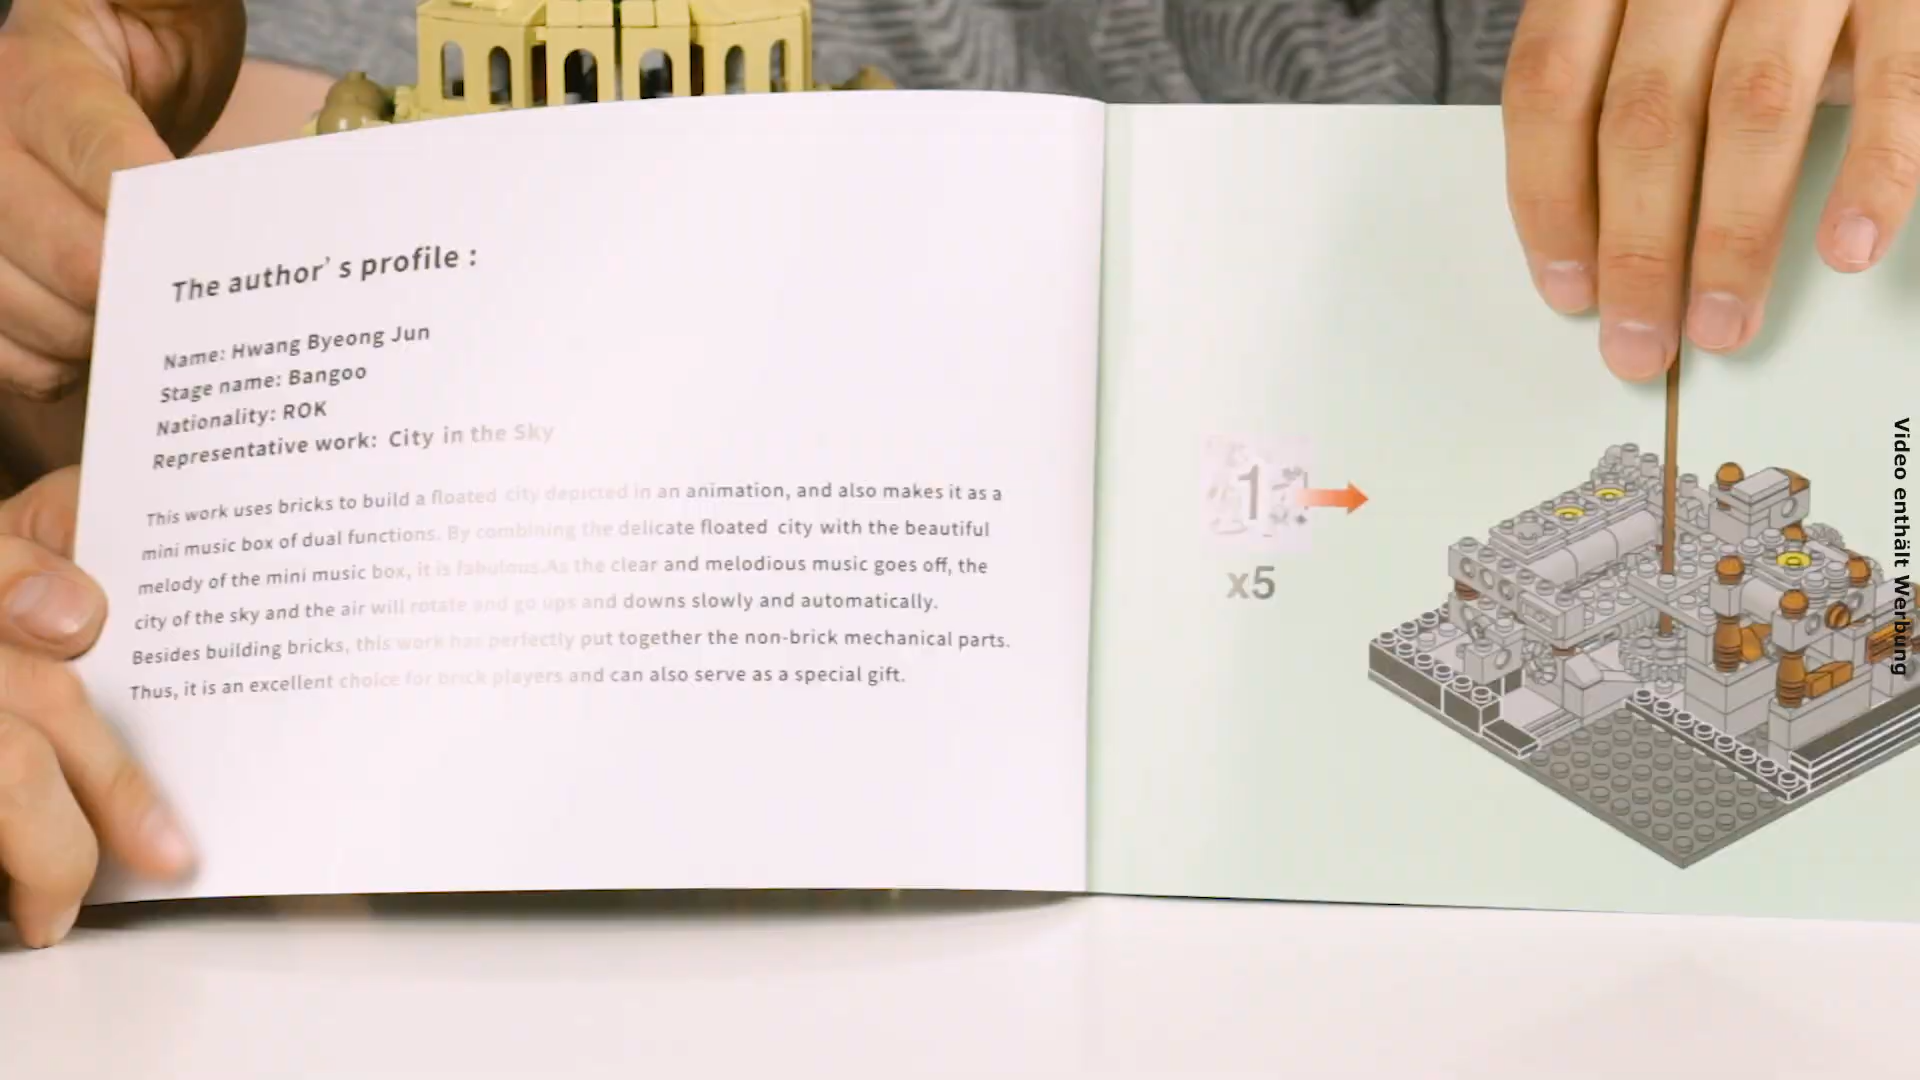 The author’ s profile :
Name: Hwang Byeong Jun
Stage name: Bangoo
Nationality: ROK
Representative work: City in the Sky
This work uses bricks to build a floated city depicted in an animation, and also makes it as a
mini music box of dual functions. By combining the delicate floated city with the beautiful
melody of the mini music box, it is fabulous.As the clear and melodious music goes off, the
city of the sky and the air will rotate and go ups and downs slowly and automatically.
Besides building bricks, this work has perfectly put together the non-brick mechanical parts.
Thus, it is an excellent choice for brick players and can also serve as a special gift.
1
x5
Video enthält Werbung